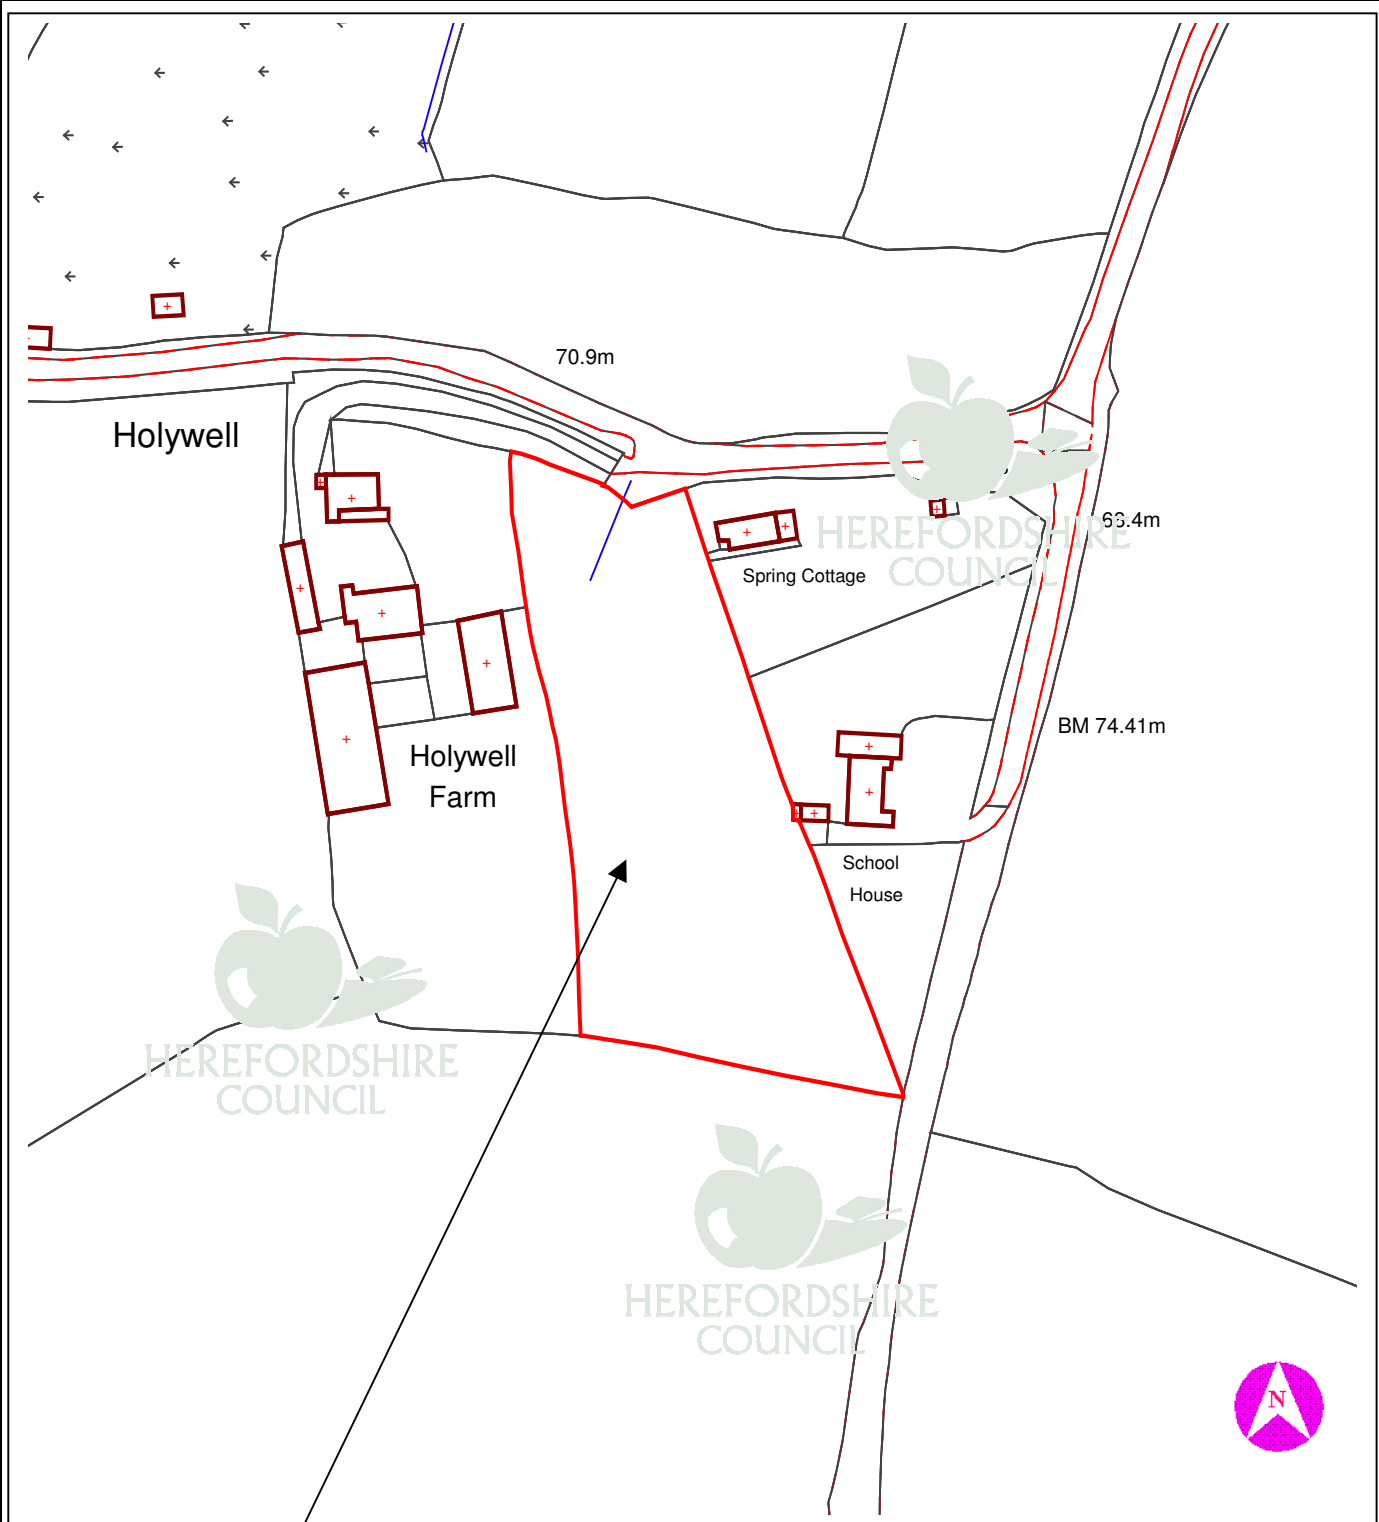 70.9m
Holywell
HEREFORDSHIRE
COUNCIL
66.4m
Spring Cottage
BM 74.41m
Holywell
Farm
School
House
HEREFORDSHIRE
COUNCIL
HEREFORDSHIRE
COUNCIL
N